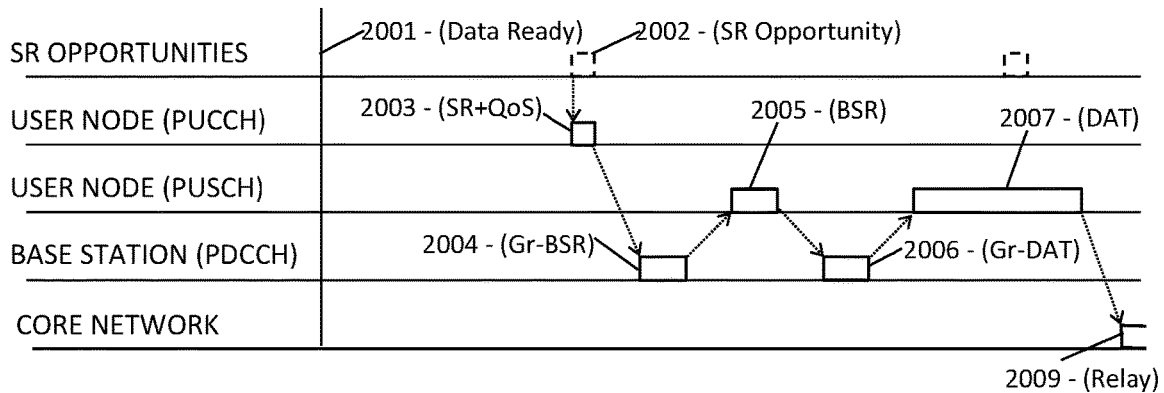 2001 - (Data Ready) 2002 - (SR Opportunity)
SR OPPORTUNITIES
2003 - (SR+QoS) 2005 - (BSR) 2007 - (DAT)
USER NODE (PUCCH)
USER NODE (PUSCH)
2004 - (Gr-BSR) 2006 - (Gr-DAT)
BASE STATION (PDCCH)
CORE NETWORK
2009 - (Relay)